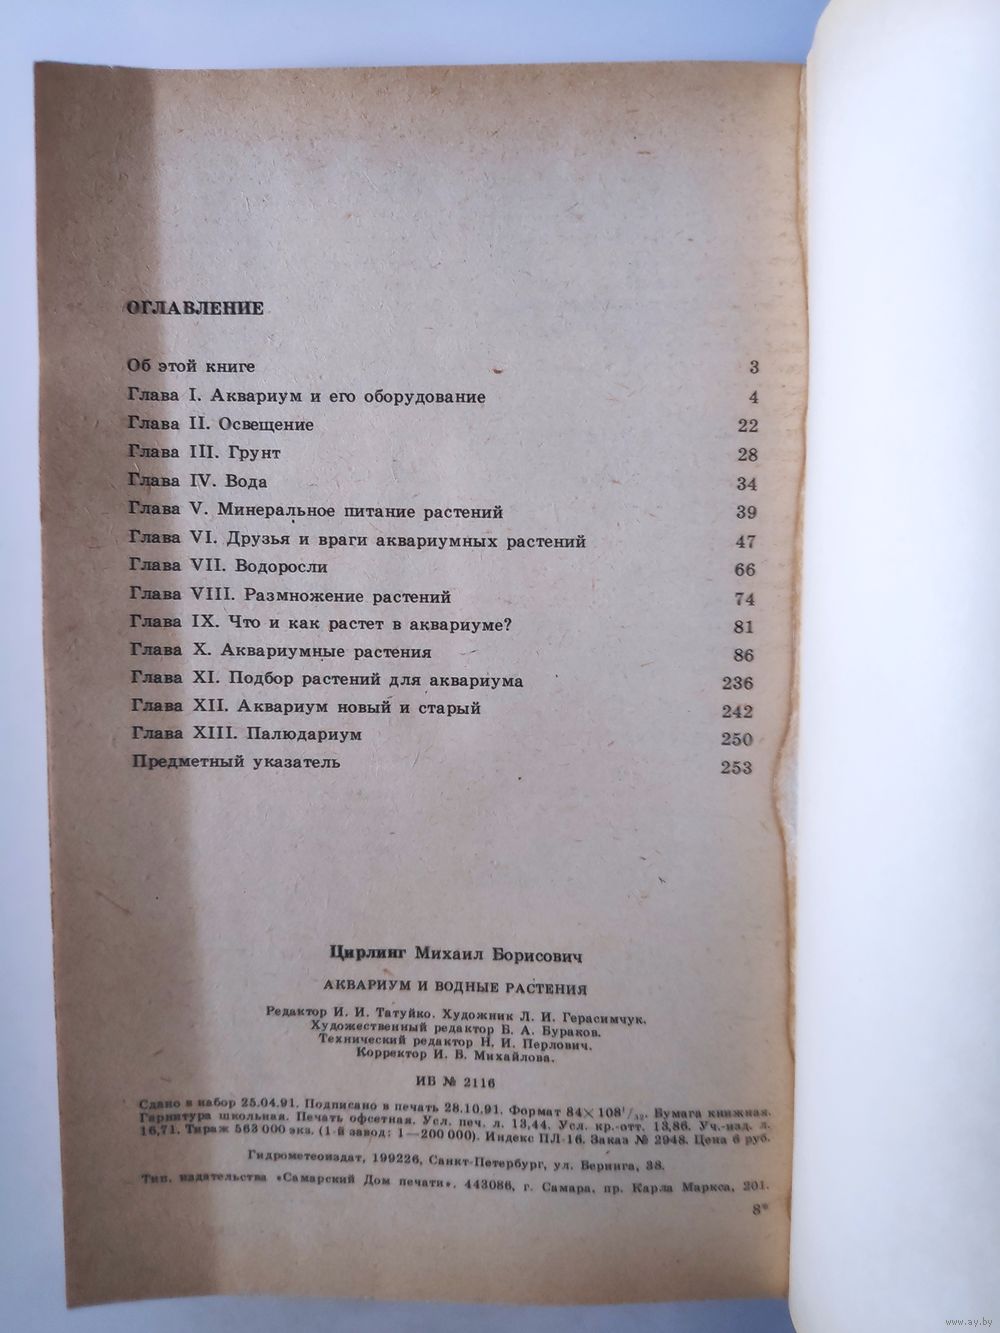 ОГЛАВЛЕНИЕ
Об этой книге 3
Глава I. Аквариум и его оборудование 4
Глава II. Освещение 22
Глава III. Грунт 28
Глава IV. Вода 34
Глава V. Минеральное питание растений 39
Глава VI. Друзья и враги аквариумных растений 47
Глава VII. Водоросли 66
Глава VIII. Размножение растений 74
Глава IX. Что и как растет в аквариуме? 81
Глава X. Аквариумные растения 86
Глава XI. Подбор растений для аквариума 236
Глава XII. Аквариум новый и старый 242
Глава XIII. Палюдариум 250
Предметный указатель 253
Цирлинг Михаил Борисович
АКВАРИУМ И ВОДНЫЕ РАСТЕНИЯ
Редактор И. И. Татуйко. Художник Л. И. Герасимчук.
Художественный редактор Б. А. Бураков.
Технический редактор Н. И. Перлович.
Корректор И. В. Михайлова.
ИБ № 2116
Сдано в набор 25.04.91. Подписано в печать 28.10.91. Формат 84×108¹/₃₂. Бумага книжная.
Гарнитура школьная. Печать офсетная. Усл. печ. л. 13,44. Усл. кр.-отт. 13,86. Уч.-изд. л.
16,71. Тираж 563 000 экз. (1-й завод: 1—200 000). Индекс ПЛ-16. Заказ № 2948. Цена 6 руб.
Гидрометеоиздат, 199226, Санкт-Петербург, ул. Беринга, 38.
Тип. издательства «Самарский Дом печати», 443086, г. Самара, пр. Карла Маркса, 201.
8*
www.ay.by